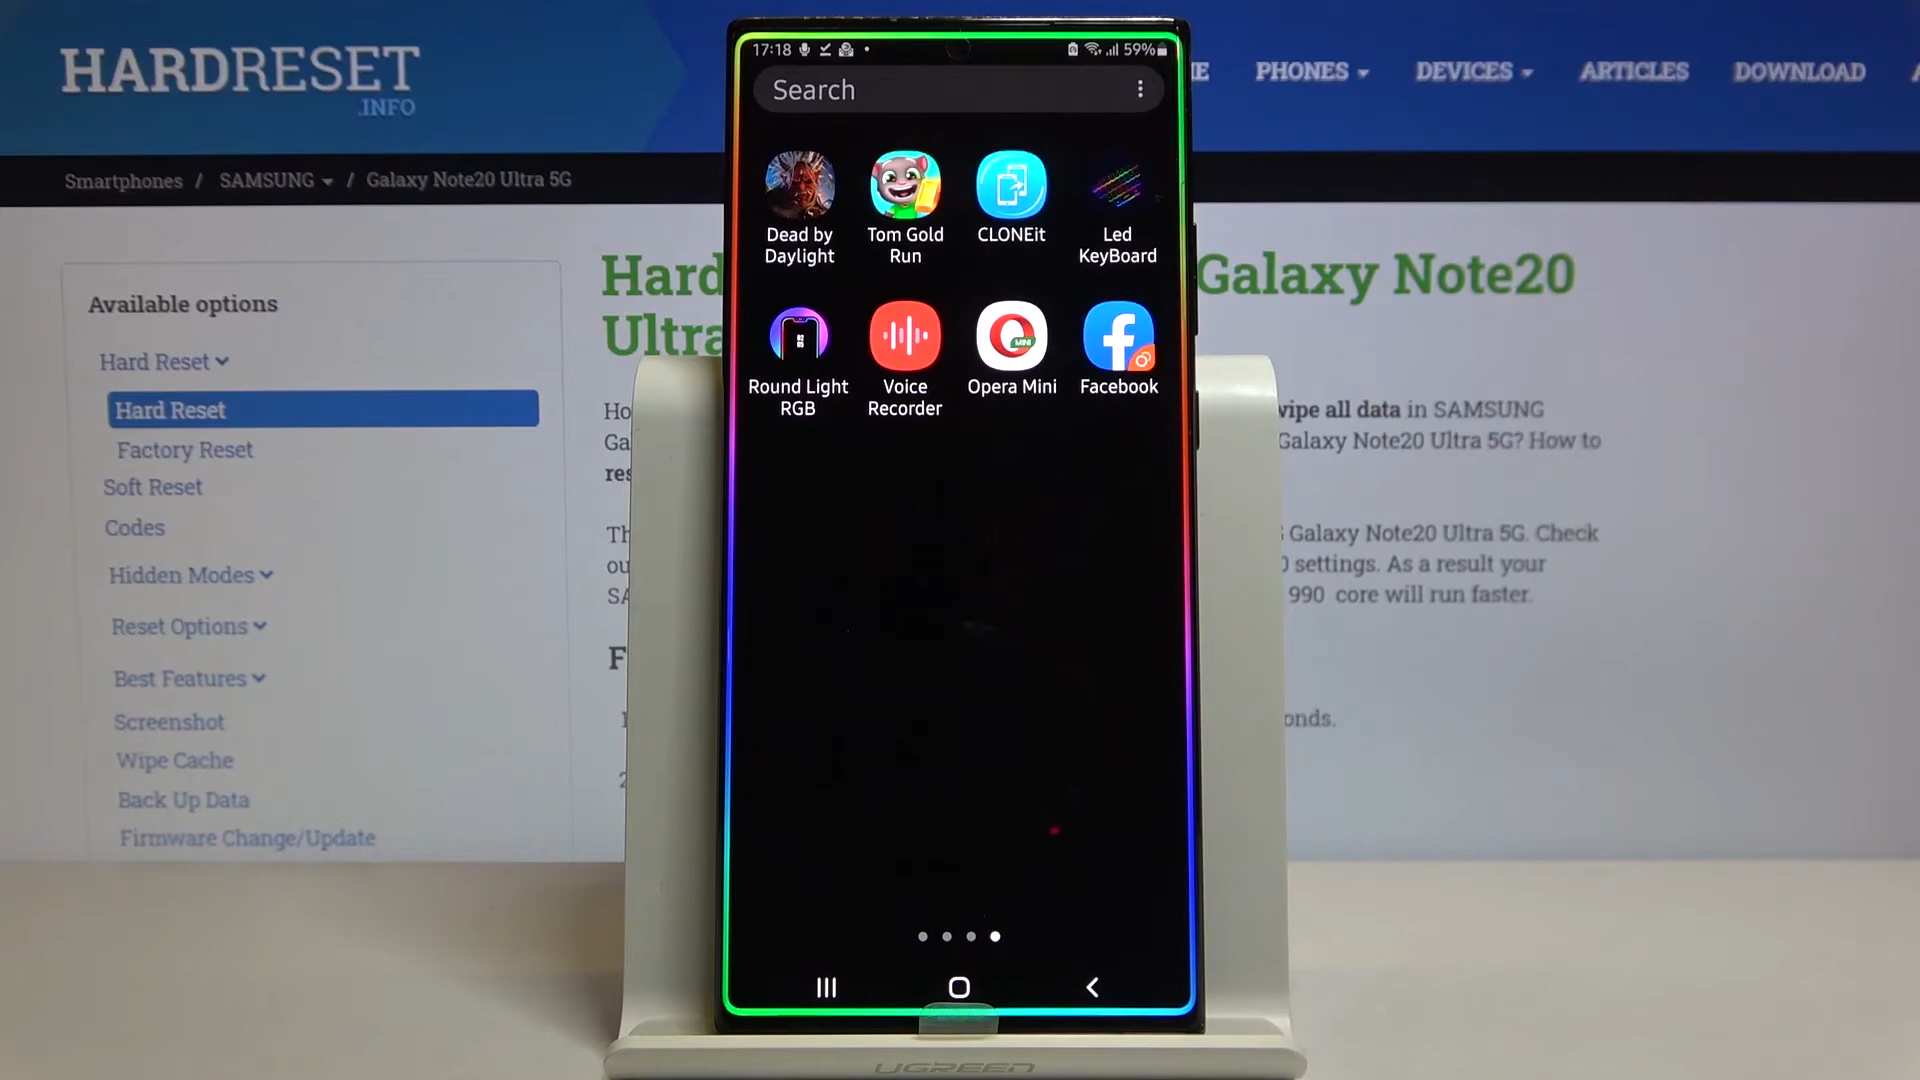 HARDRESET
.INFO
PHONES
DEVICES
ARTICLES
DOWNLOAD
Smartphones / SAMSUNG / Galaxy Note20 Ultra 5G
Available options
Hard Reset
Hard Reset
Factory Reset
Soft Reset
Codes
Hidden Modes
Reset Options
Best Features
Screenshot
Wipe Cache
Back Up Data
Firmware Change/Update
Hard
Galaxy Note20
Ultra
wipe all data in SAMSUNG
Galaxy Note20 Ultra 5G? How to
Galaxy Note20 Ultra 5G. Check
settings. As a result your
990 core will run faster.
17:18
59%
Search
Dead by
Daylight
Tom Gold
Run
CLONEit
Led
KeyBoard
Round Light
RGB
Voice
Recorder
MINI
Opera Mini
Facebook
UGREEN